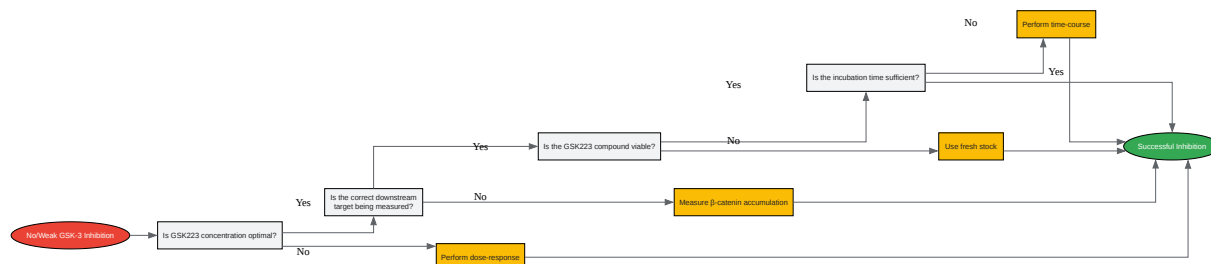 No
Perform time-course
Is the incubation time sufficient?
Yes
Yes
Yes
Is the GSK223 compound viable?
No
Use fresh stock
Successful Inhibition
Yes
Is the correct downstream
target being measured?
No
Measure β-catenin accumulation
No/Weak GSK-3 Inhibition
Is GSK223 concentration optimal?
No
Perform dose-response